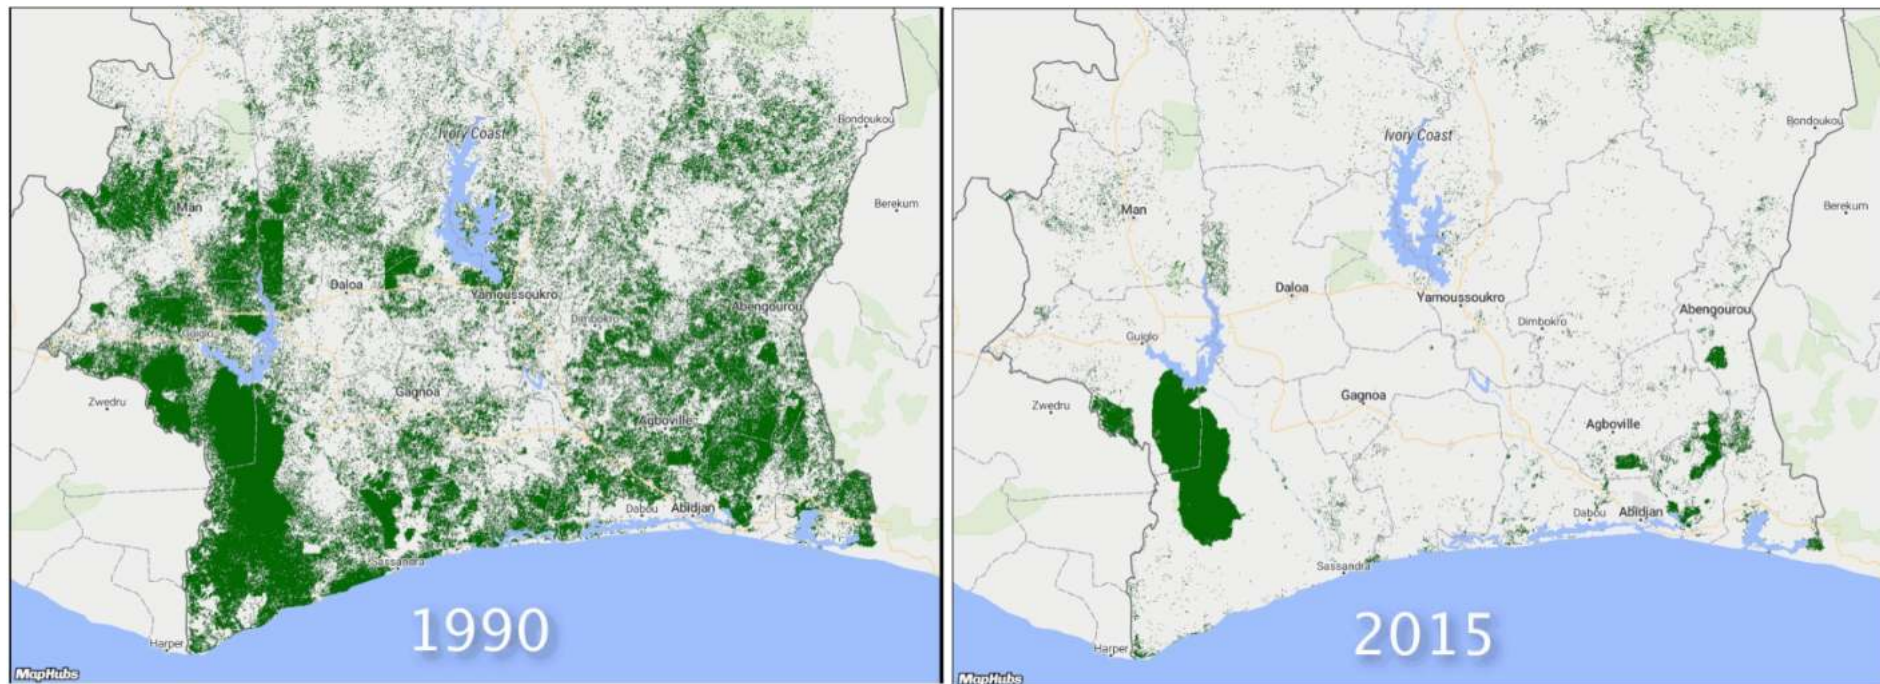 Ivory Coast
Bondoukou
Man
Berekum
Daloa
Yamoussoukro
Abengourou
Dimbokro
Guiglo
Zwedru
Gagnoa
Agboville
Dabou
Abidjan
Sassandra
1990
Harper
MapHubs
Ivory Coast
Bondoukou
Man
Berekum
Daloa
Yamoussoukro
Abengourou
Dimbokro
Guiglo
Zwedru
Gagnoa
Agboville
Dabou
Abidjan
Sassandra
2015
Harper
MapHubs